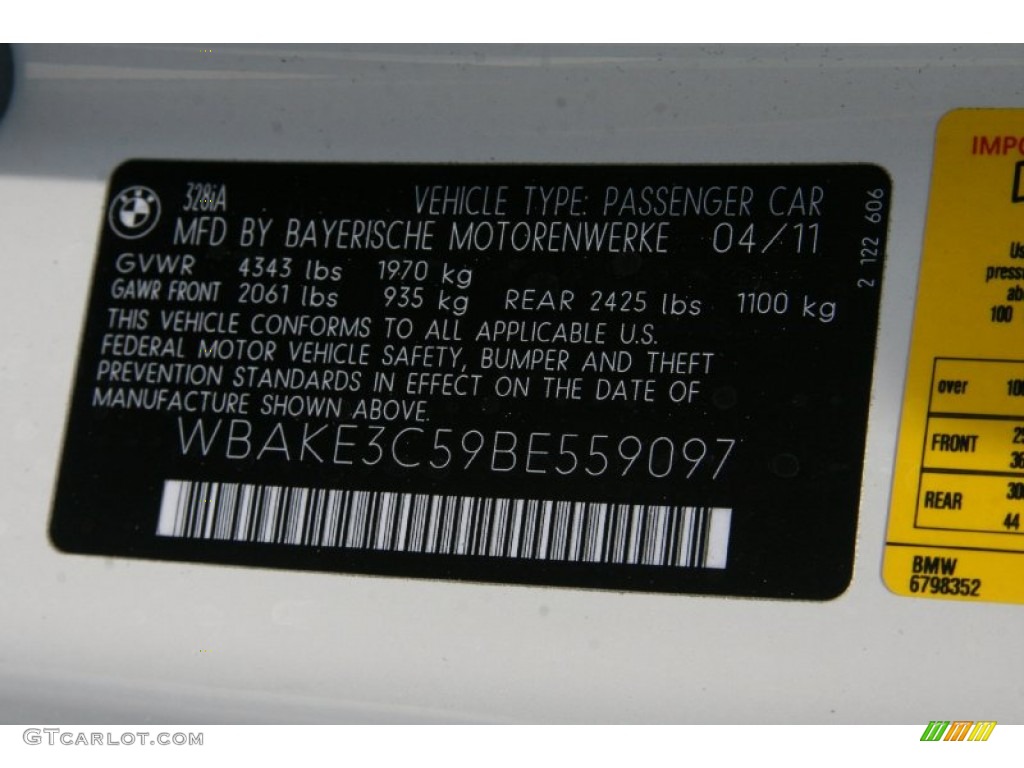 328iA
VEHICLE TYPE: PASSENGER CAR
MFD BY BAYERISCHE MOTORENWERKE 04/11
GVWR 4343 lbs 1970 kg
GAWR FRONT 2061 lbs 935 kg REAR 2425 lbs 1100 kg
THIS VEHICLE CONFORMS TO ALL APPLICABLE U.S.
FEDERAL MOTOR VEHICLE SAFETY, BUMPER AND THEFT
PREVENTION STANDARDS IN EFFECT ON THE DATE OF
MANUFACTURE SHOWN ABOVE.
WBAKE3C59BE559097
2 122 606
100
over
FRONT
REAR
44
BMW
6798352
GTCARLOT.COM